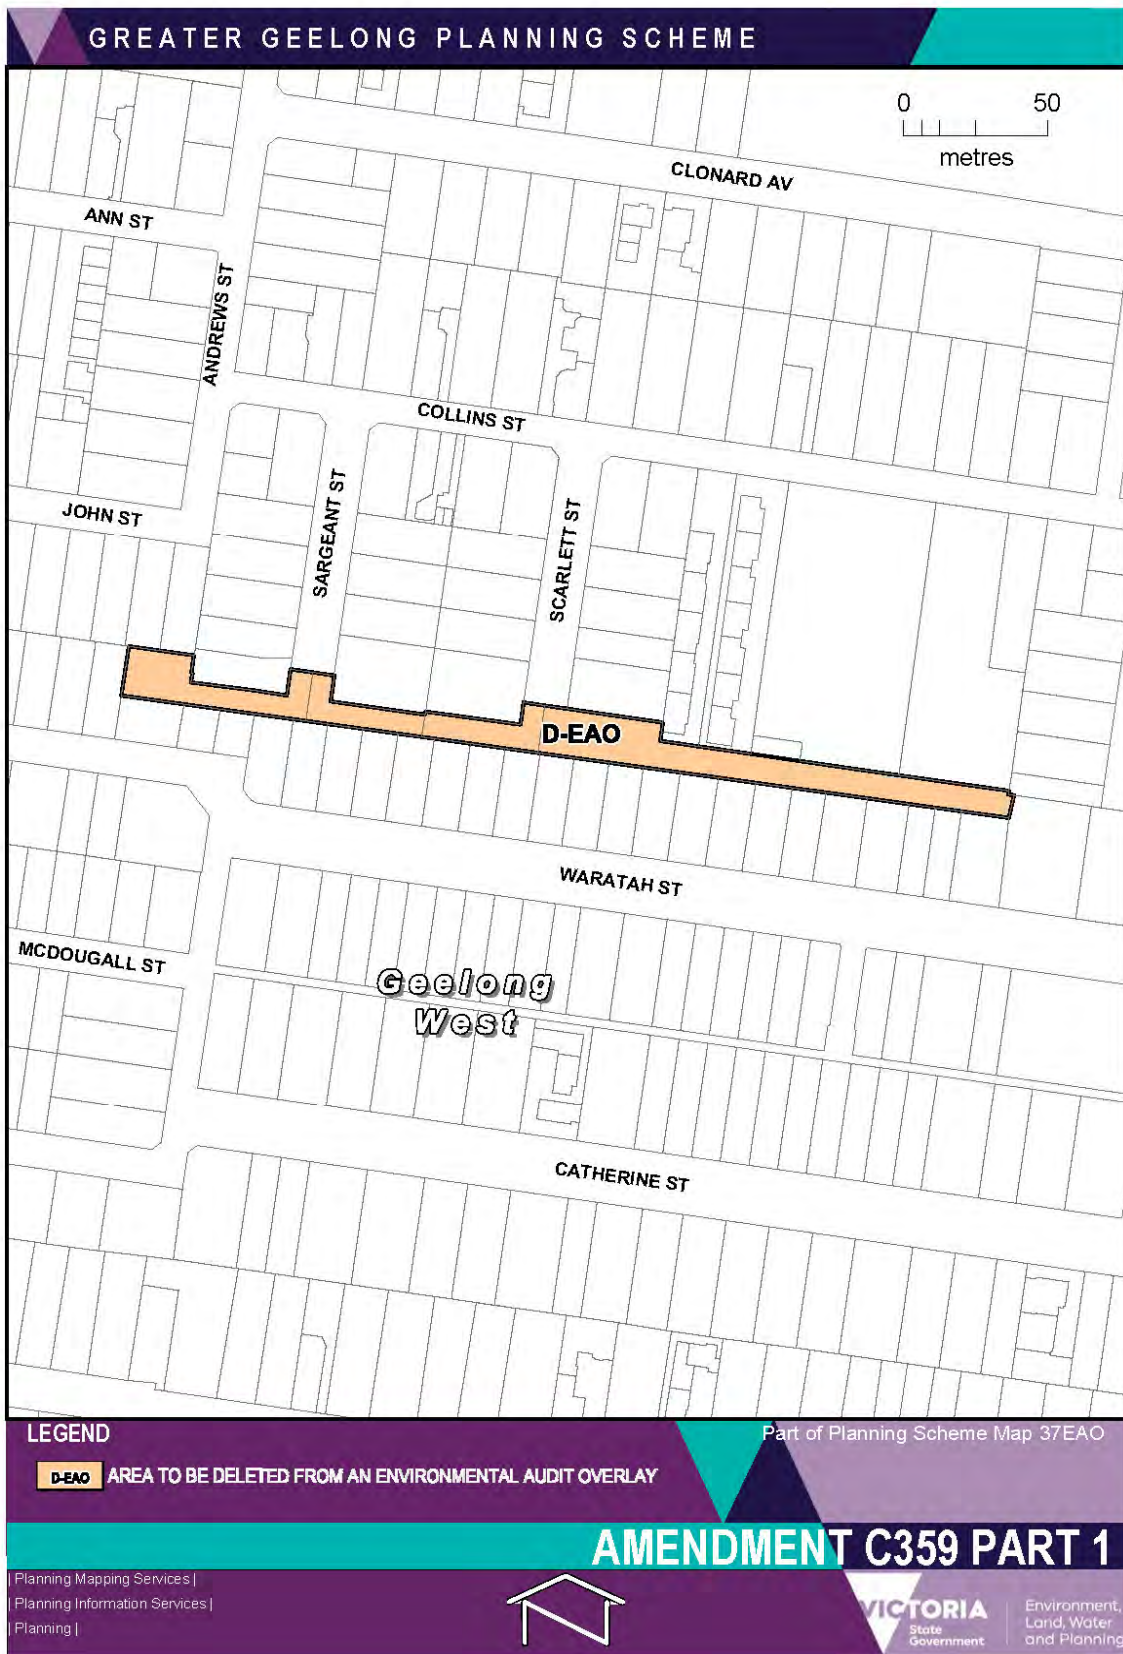 GREATER GEELONG PLANNING SCHEME
0 50
metres
CLONARD AV
ANN ST
ANDREWS ST
COLLINS ST
JOHN ST
SARGEANT ST
SCARLETT ST
D-EAO
WARATAH ST
MCDOUGALL ST
Geelong
West
CATHERINE ST
LEGEND
Part of Planning Scheme Map 37EAO
D-EAO AREA TO BE DELETED FROM AN ENVIRONMENTAL AUDIT OVERLAY
AMENDMENT C359 PART 1
| Planning Mapping Services |
| Planning Information Services |
| Planning |
VICTORIA
State
Government
Environment,
Land, Water
and Planning